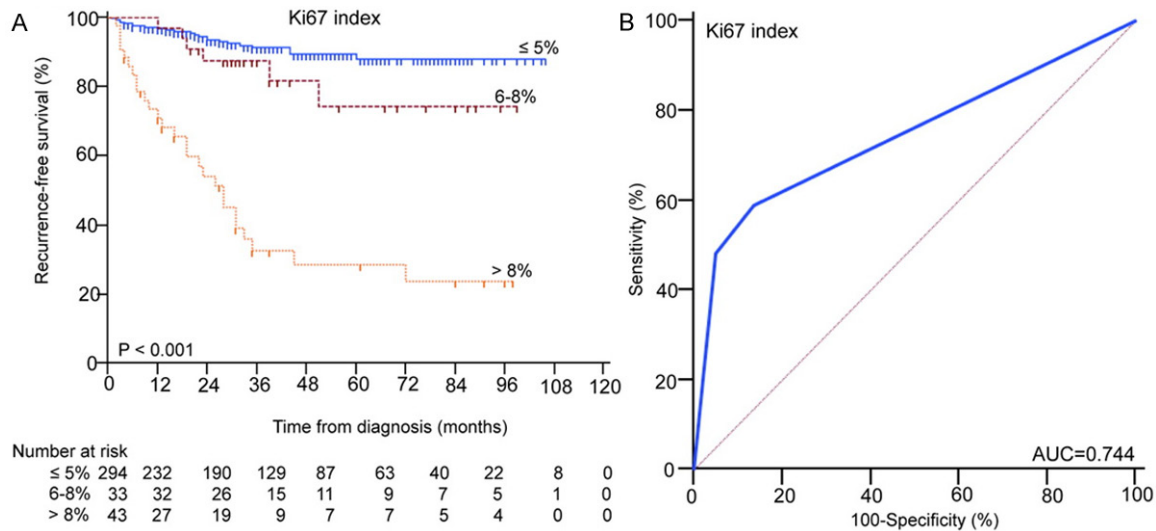 A
Ki67 index
Recurrence-free survival (%)
100
80
60
40
20
0
≤ 5%
6-8%
> 8%
P < 0.001
0 12 24 36 48 60 72 84 96 108 120
Time from diagnosis (months)
Number at risk
≤ 5% 294 232 190 129 87 63 40 22 8 0
6-8% 33 32 26 15 11 9 7 5 1 0
> 8% 43 27 19 9 7 7 5 4 0 0
B
Ki67 index
Sensitivity (%)
100
80
60
40
20
0
AUC=0.744
0 20 40 60 80 100
100-Specificity (%)